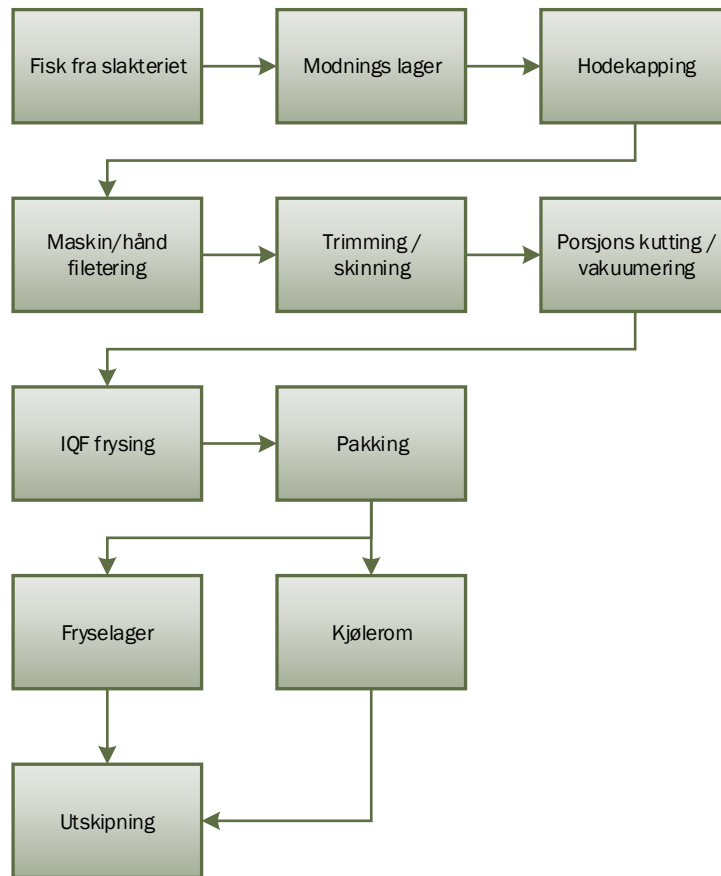 Fisk fra slakteriet
Modnings lager
Hodekapping
Maskin/hånd
filetering
Trimming /
skinning
Porsjons kutting /
vakuumering
IQF frysing
Pakking
Fryselager
Kjølerom
Utskipning